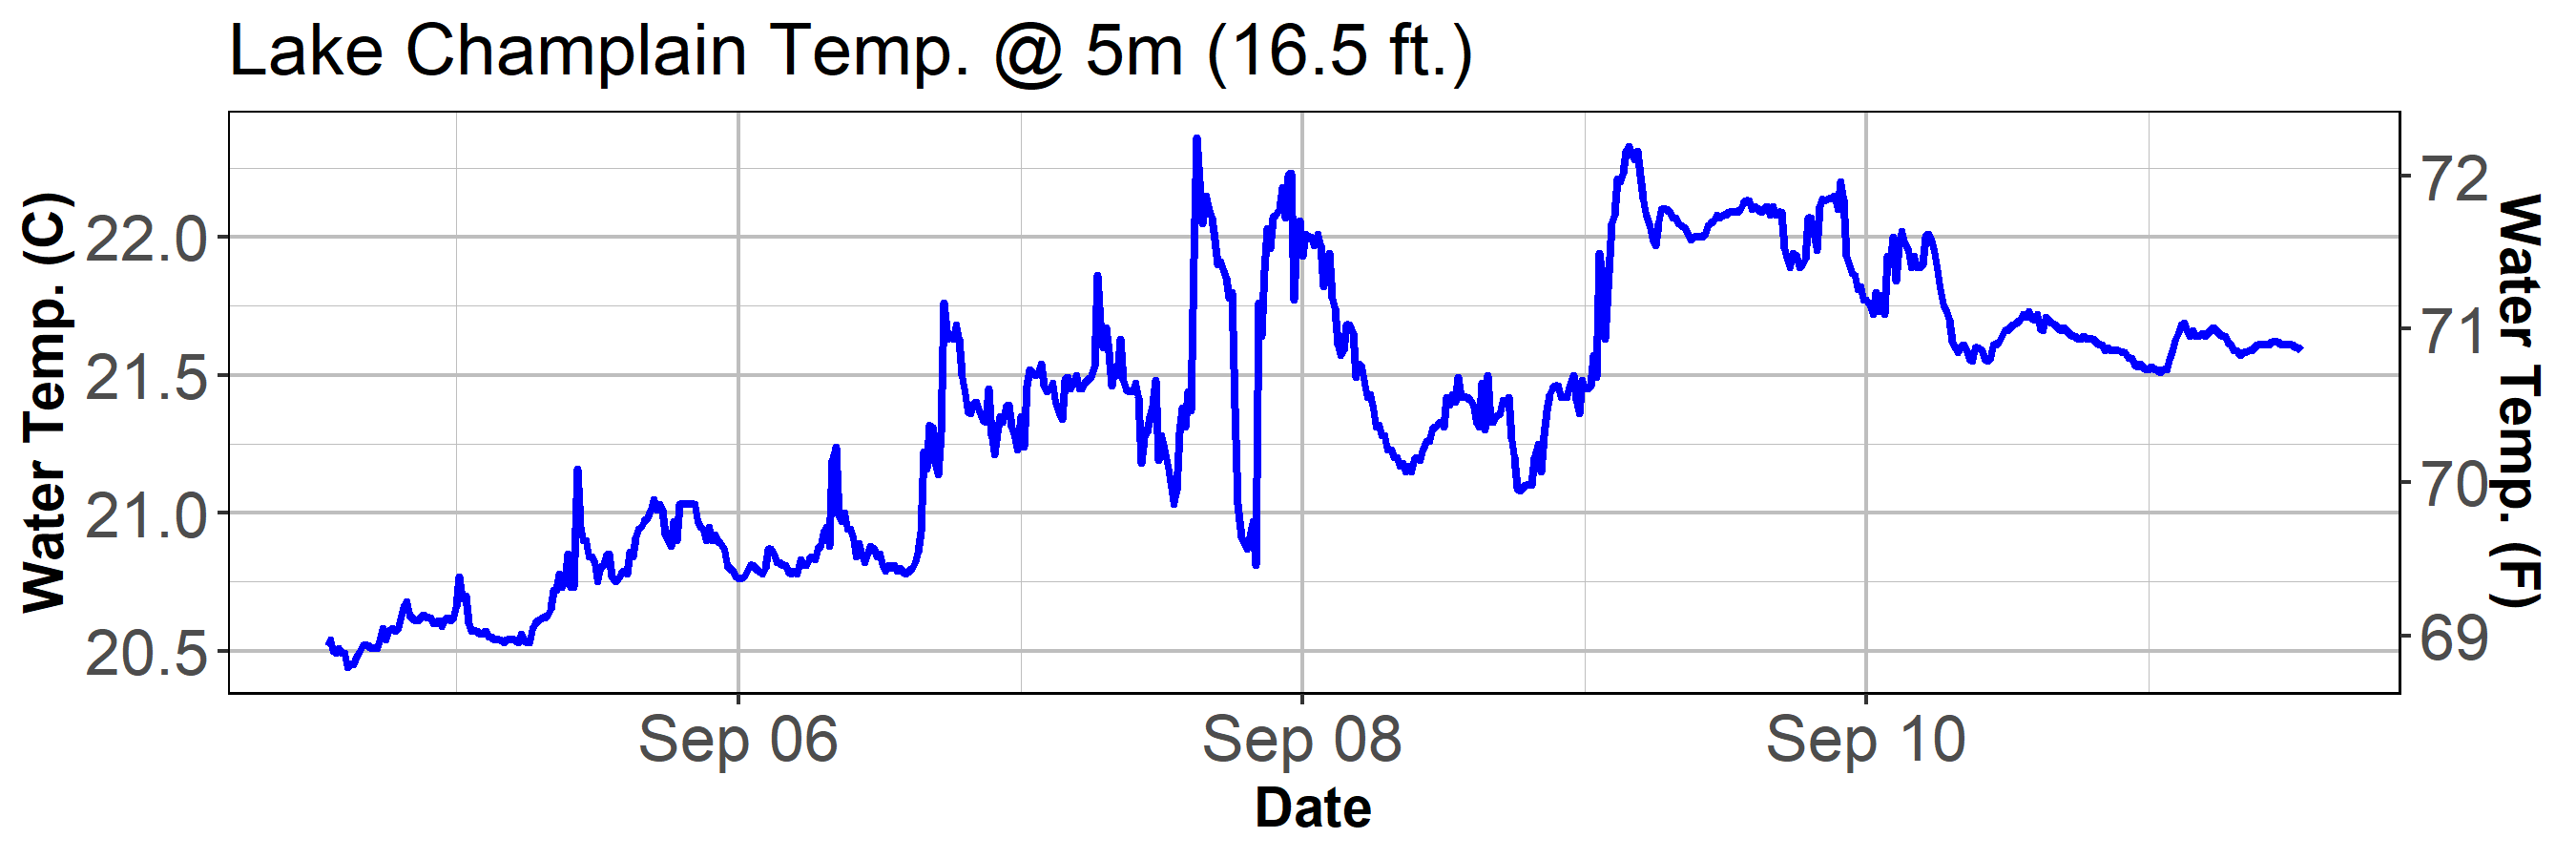 Lake Champlain Temp. @ 5m (16.5 ft.)
Water Temp. (C)
22.0
21.5
21.0
20.5
72
71
70
69
Water Temp. (F)
Sep 06 Sep 08 Sep 10
Date